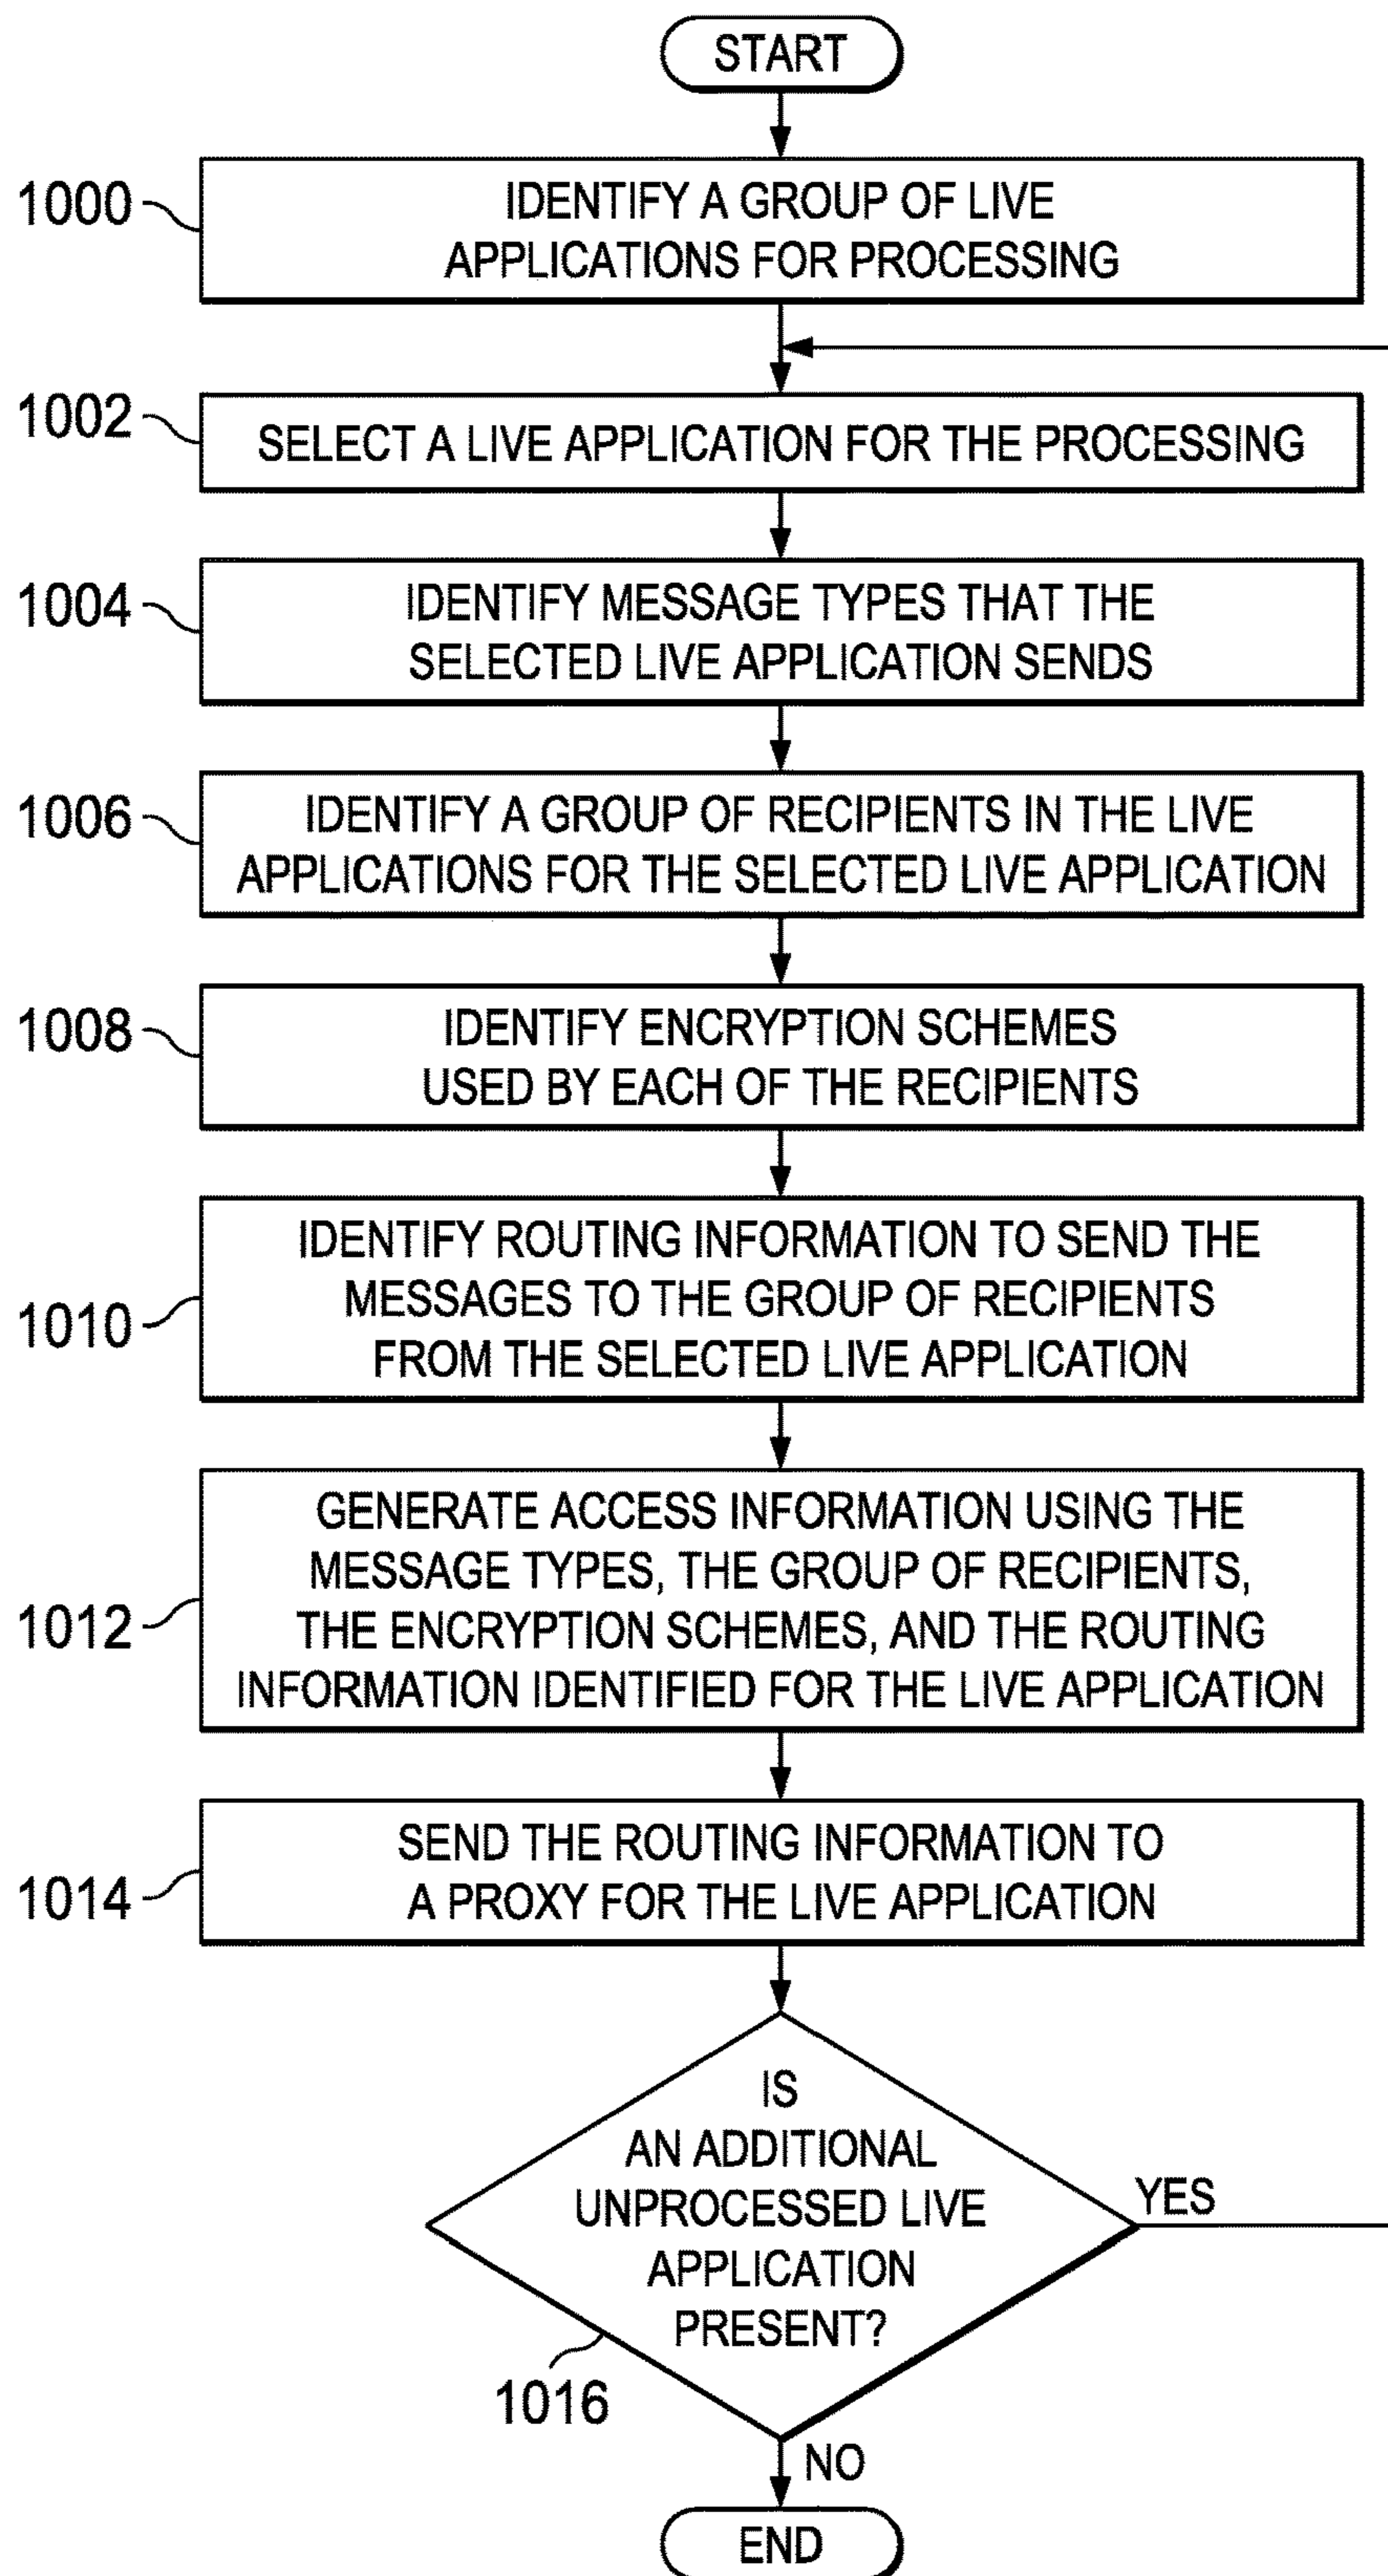 START
1000
IDENTIFY A GROUP OF LIVE
APPLICATIONS FOR PROCESSING
1002
SELECT A LIVE APPLICATION FOR THE PROCESSING
1004
IDENTIFY MESSAGE TYPES THAT THE
SELECTED LIVE APPLICATION SENDS
1006
IDENTIFY A GROUP OF RECIPIENTS IN THE LIVE
APPLICATIONS FOR THE SELECTED LIVE APPLICATION
1008
IDENTIFY ENCRYPTION SCHEMES
USED BY EACH OF THE RECIPIENTS
1010
IDENTIFY ROUTING INFORMATION TO SEND THE
MESSAGES TO THE GROUP OF RECIPIENTS
FROM THE SELECTED LIVE APPLICATION
1012
GENERATE ACCESS INFORMATION USING THE
MESSAGE TYPES, THE GROUP OF RECIPIENTS,
THE ENCRYPTION SCHEMES, AND THE ROUTING
INFORMATION IDENTIFIED FOR THE LIVE APPLICATION
1014
SEND THE ROUTING INFORMATION TO
A PROXY FOR THE LIVE APPLICATION
IS
AN ADDITIONAL
UNPROCESSED LIVE
APPLICATION
PRESENT?
YES
1016
NO
END